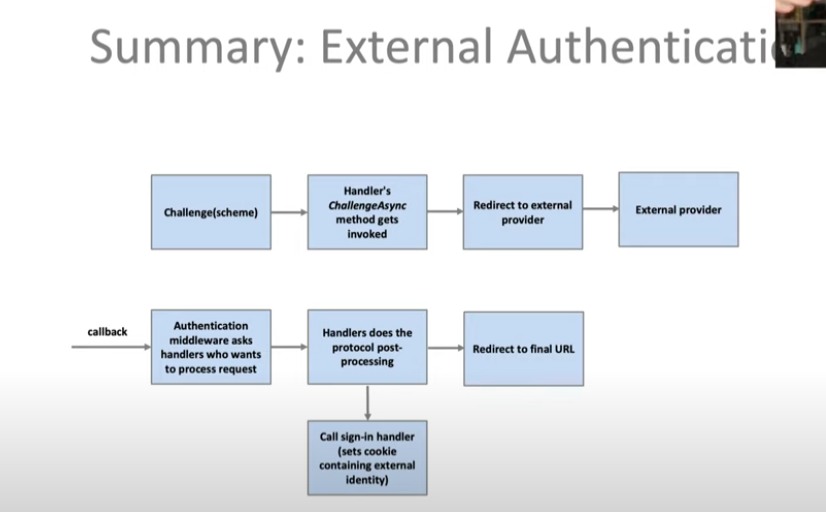 Summary: External Authenticati
Challenge(scheme)
Handler's
ChallengeAsync
method gets
invoked
Redirect to external
provider
External provider
callback
Authentication
middleware asks
handlers who wants
to process request
Handlers does the
protocol post-
processing
Redirect to final URL
Call sign-in handler
(sets cookie
containing external
identity)